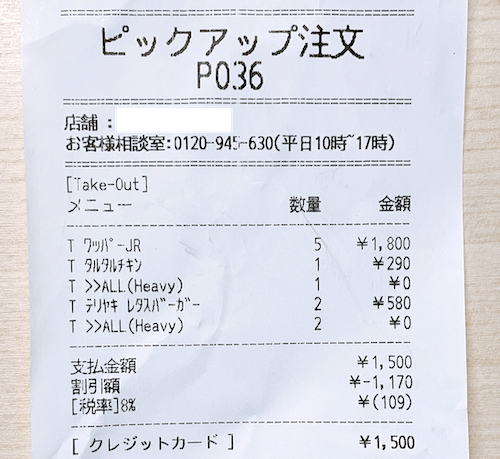 ピックアップ注文
P036
店舗:
お客様相談室:0120-945-630(平日10時~17時)
[Take-Out]
メニュー 数量 金額
T ワッパーJR 5 ¥1,800
T タルタルチキン 1 ¥290
T >>ALL(Heavy) 1 ¥0
T テリヤキ レタスバーガー 2 ¥580
T >>ALL(Heavy) 2 ¥0
支払金額 ¥1,500
割引額 ¥-1,170
[税率]8% ¥(109)
[ クレジットカード ] ¥1,500